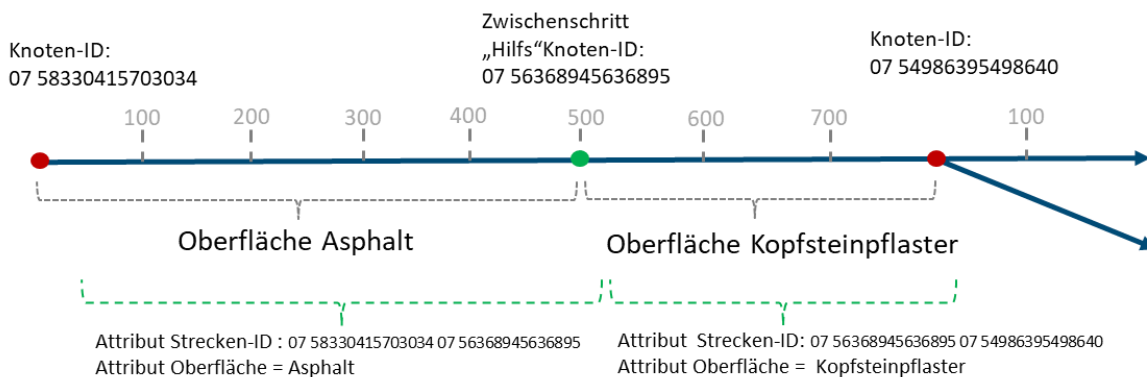 Knoten-ID:
07 58330415703034
Zwischenschritt
„Hilfs“Knoten-ID:
07 56368945636895
Knoten-ID:
07 54986395498640
100
200
300
400
500
600
700
100
Oberfläche Asphalt
Oberfläche Kopfsteinpflaster
Attribut Strecken-ID : 07 58330415703034 07 56368945636895
Attribut Oberfläche = Asphalt
Attribut Strecken-ID: 07 56368945636895 07 54986395498640
Attribut Oberfläche = Kopfsteinpflaster